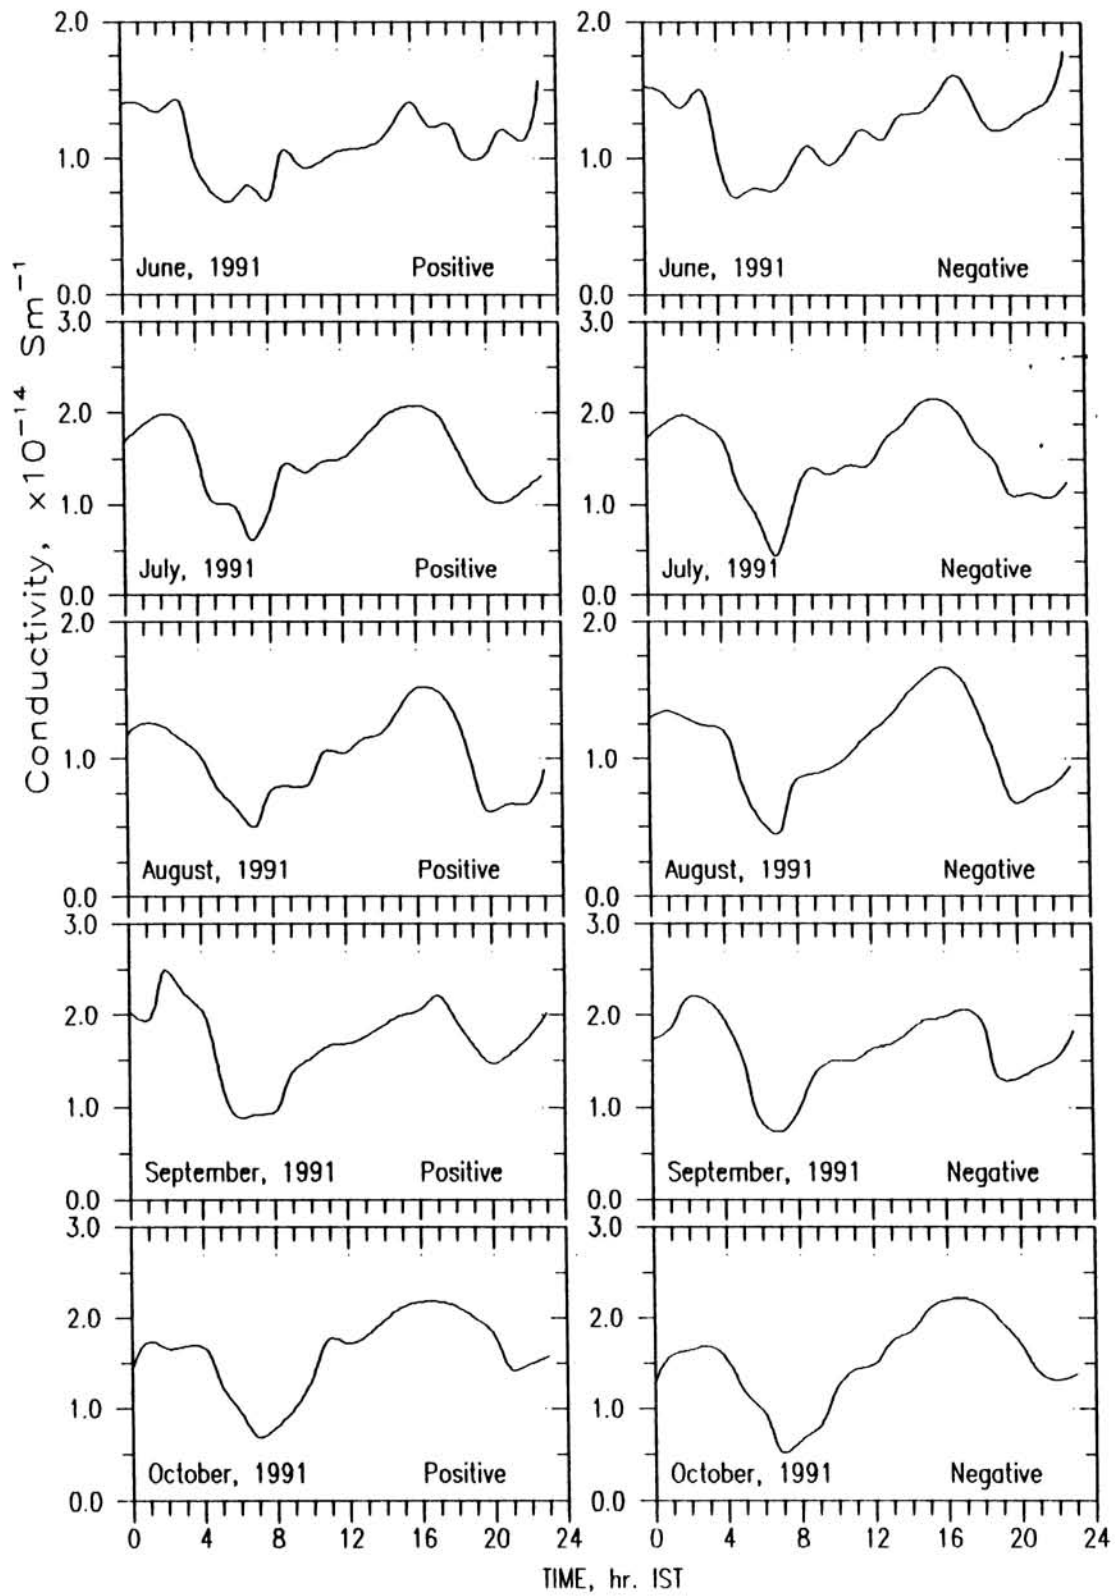 Conductivity, x10⁻¹⁴ Sm⁻¹
2.0
1.0
0.0
June, 1991 Positive
2.0
1.0
0.0
June, 1991 Negative
3.0
2.0
1.0
0.0
July, 1991 Positive
3.0
2.0
1.0
0.0
July, 1991 Negative
2.0
1.0
0.0
August, 1991 Positive
2.0
1.0
0.0
August, 1991 Negative
3.0
2.0
1.0
0.0
September, 1991 Positive
3.0
2.0
1.0
0.0
September, 1991 Negative
3.0
2.0
1.0
0.0
October, 1991 Positive
3.0
2.0
1.0
0.0
October, 1991 Negative
0 4 8 12 16 20 24
0 4 8 12 16 20 24
TIME, hr. IST